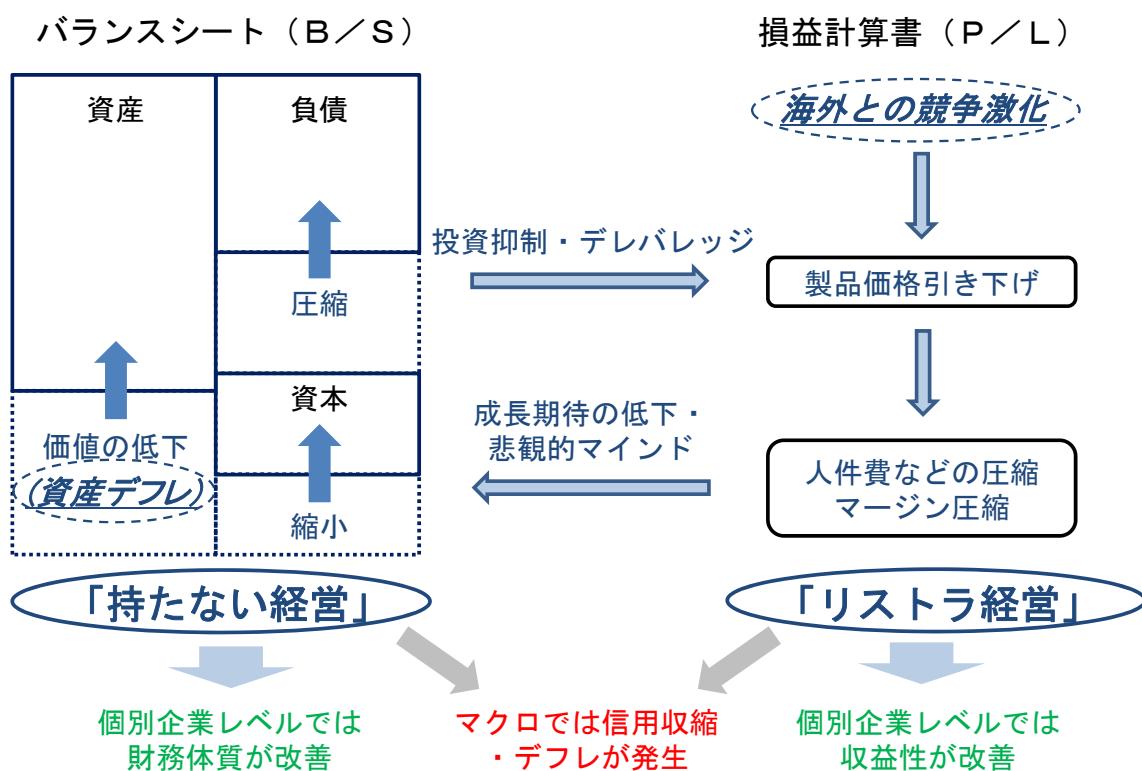 バランスシート（Ｂ／Ｓ）
資産
負債
圧縮
資本
価値の低下
(資産デフレ)
縮小
「持たない経営」
個別企業レベルでは
財務体質が改善
投資抑制・デレバレッジ
成長期待の低下・
悲観的マインド
マクロでは信用収縮
・デフレが発生
損益計算書（Ｐ／Ｌ）
海外との競争激化
製品価格引き下げ
人件費などの圧縮
マージン圧縮
「リストラ経営」
個別企業レベルでは
収益性が改善